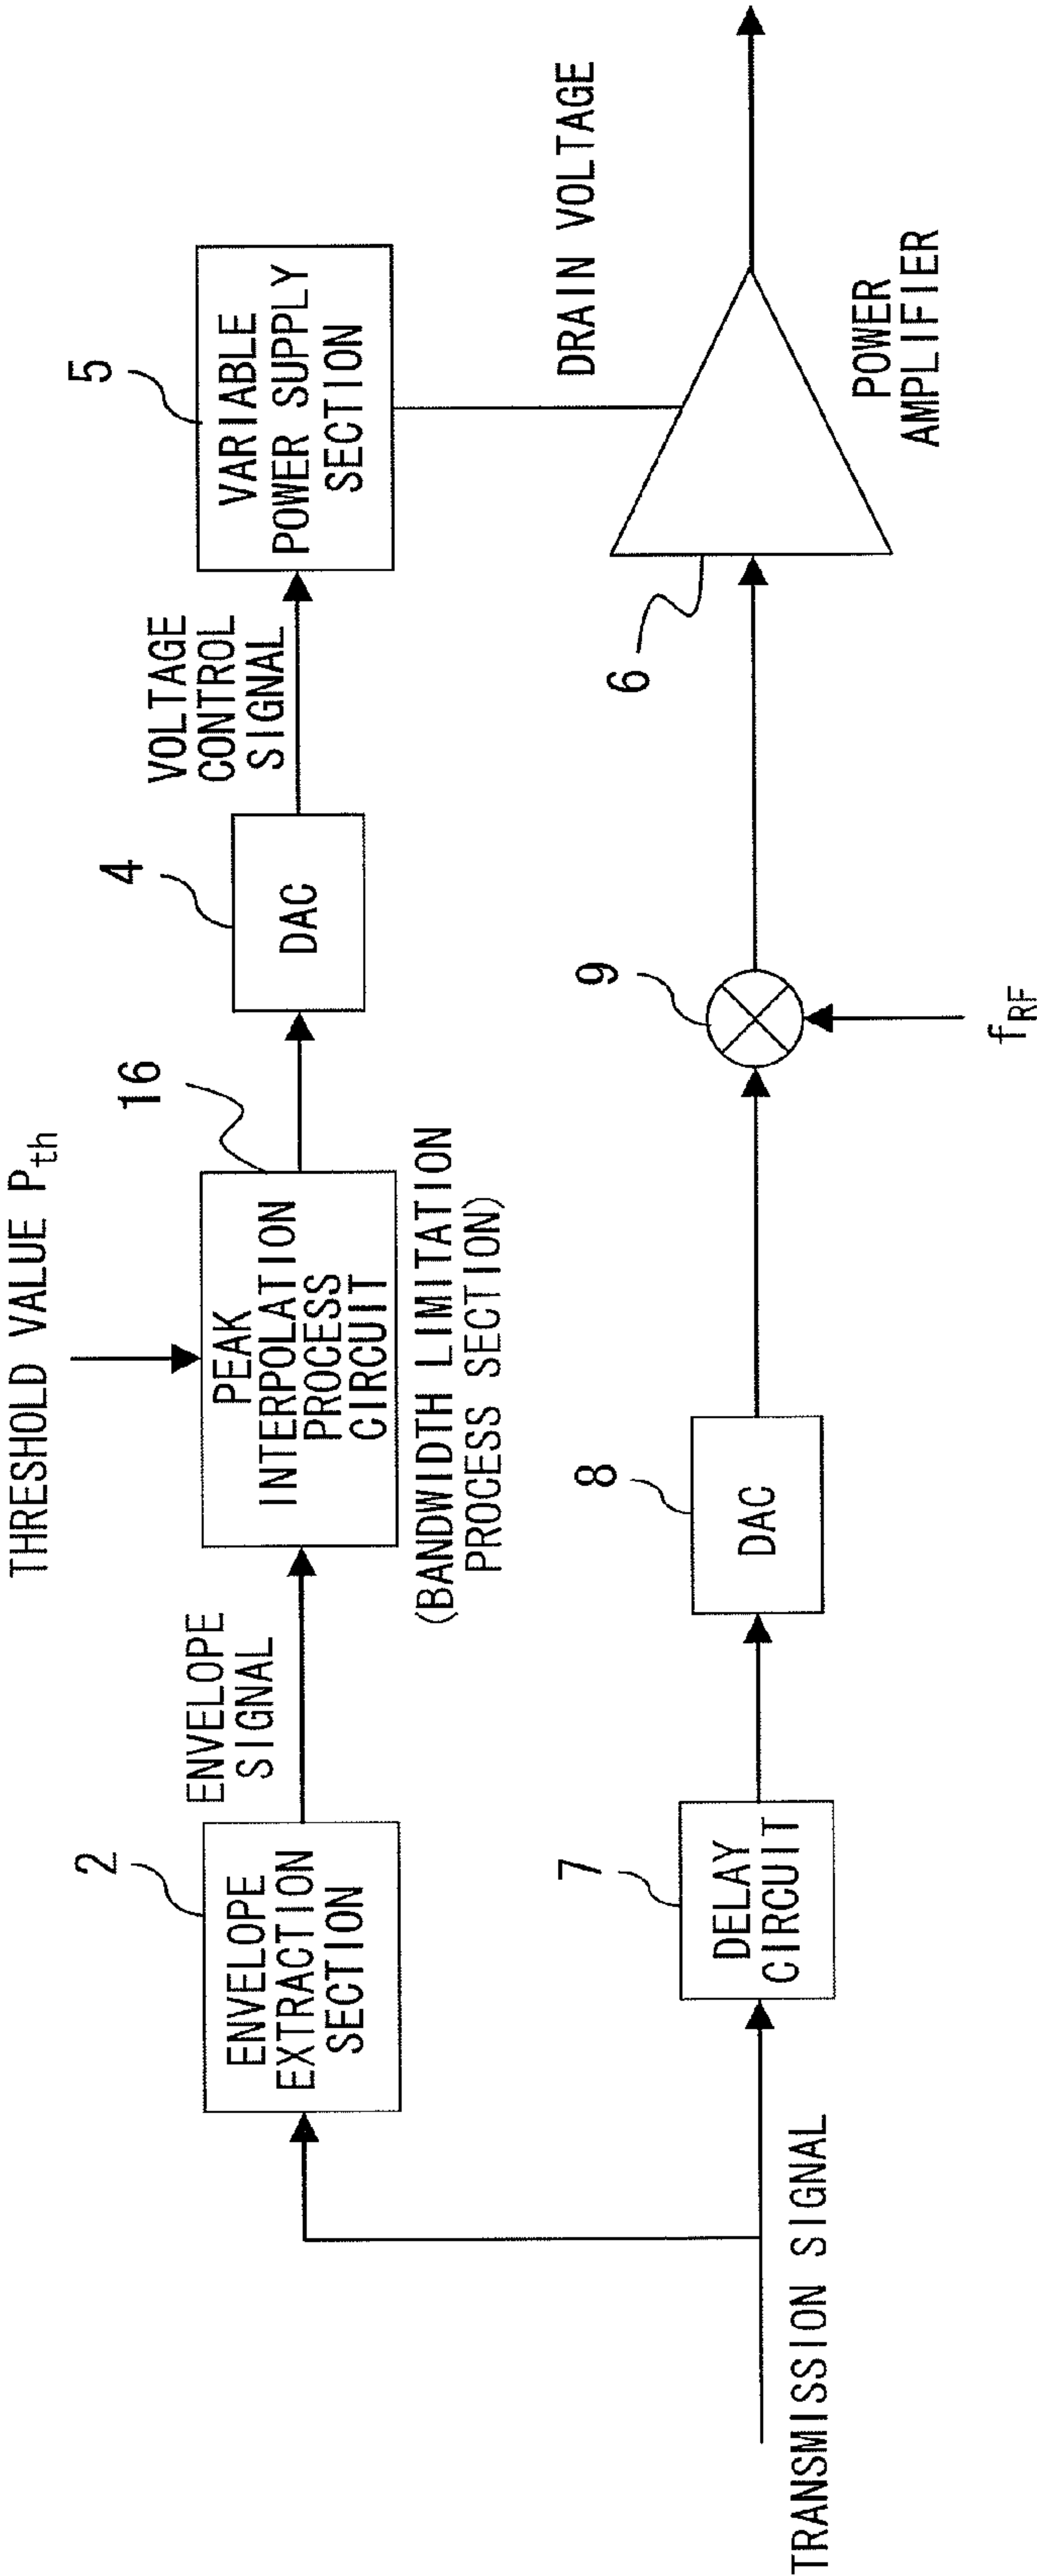 THRESHOLD VALUE Pth
2
ENVELOPE
EXTRACTION
SECTION
ENVELOPE
SIGNAL
16
PEAK
INTERPOLATION
PROCESS
CIRCUIT
(BANDWIDTH LIMITATION
PROCESS SECTION)
4
DAC
VOLTAGE
CONTROL
SIGNAL
5
VARIABLE
POWER SUPPLY
SECTION
DRAIN VOLTAGE
TRANSMISSION SIGNAL
7
DELAY
CIRCUIT
8
DAC
9
fRF
6
POWER
AMPLIFIER